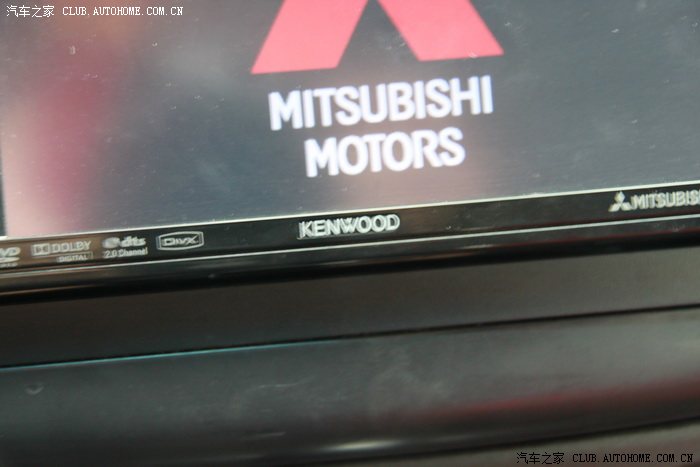 汽车之家 CLUB.AUTOHOME.COM.CN
MITSUBISHI
MOTORS
DOLBY
DIGITAL
dts
2.0 Channel
DIVX
KENWOOD
MITSUBIS
汽车之家 CLUB.AUTOHOME.COM.CN